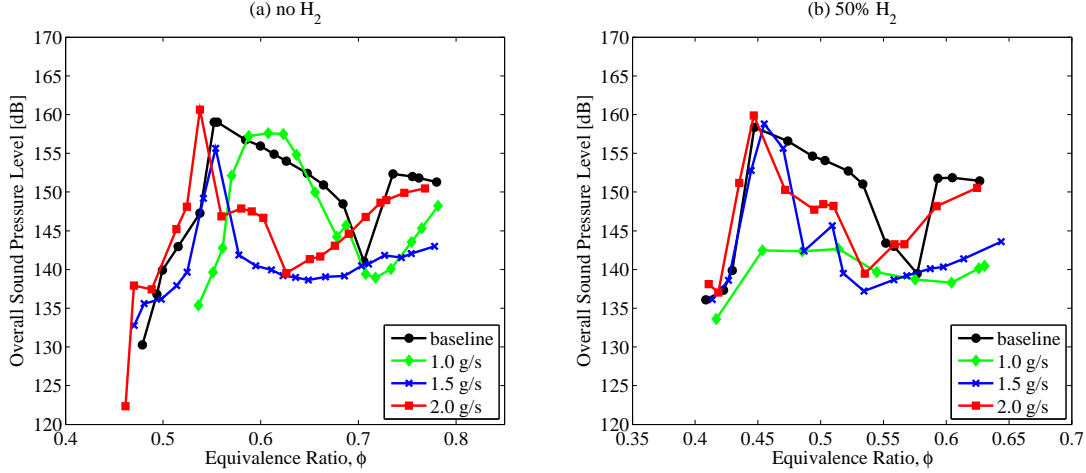 (a) no H2
Overall Sound Pressure Level [dB]
170
165
160
155
150
145
140
135
130
125
120
0.4
0.5
0.6
0.7
0.8
Equivalence Ratio, ϕ
baseline
1.0 g/s
1.5 g/s
2.0 g/s
(b) 50% H2
Overall Sound Pressure Level [dB]
170
165
160
155
150
145
140
135
130
125
120
0.35
0.4
0.45
0.5
0.55
0.6
0.65
0.7
Equivalence Ratio, ϕ
baseline
1.0 g/s
1.5 g/s
2.0 g/s